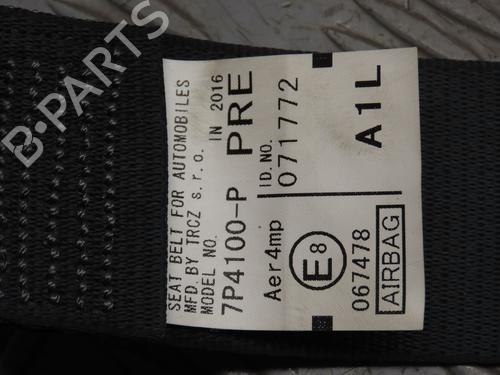 B-PARTS
SEAT BELT FOR AUTOMOBILES
MFD. BY TRCZ s. r. o. IN 2016
MODEL NO.
7P4100-P PRE
Aer4mp ID. NO.
071772
E8
067478 A1L
AIRBAG